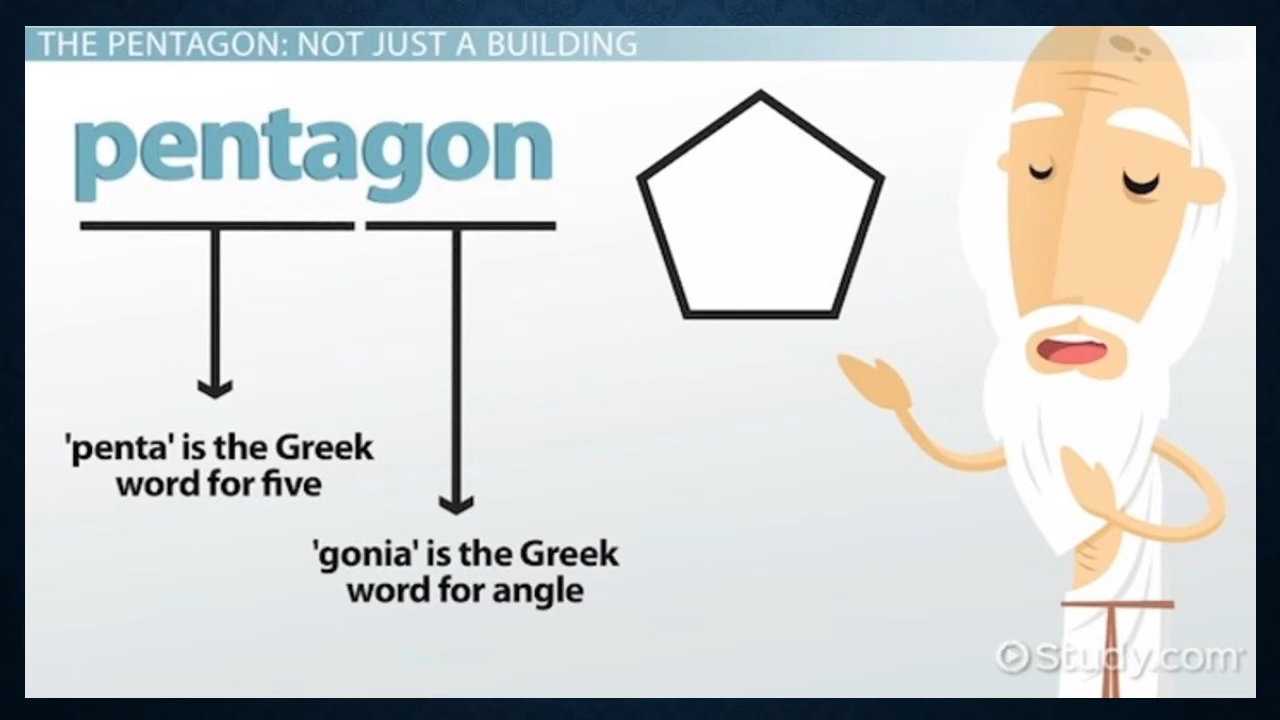 THE PENTAGON: NOT JUST A BUILDING
pentagon
'penta' is the Greek
word for five
'gonia' is the Greek
word for angle
Study.com